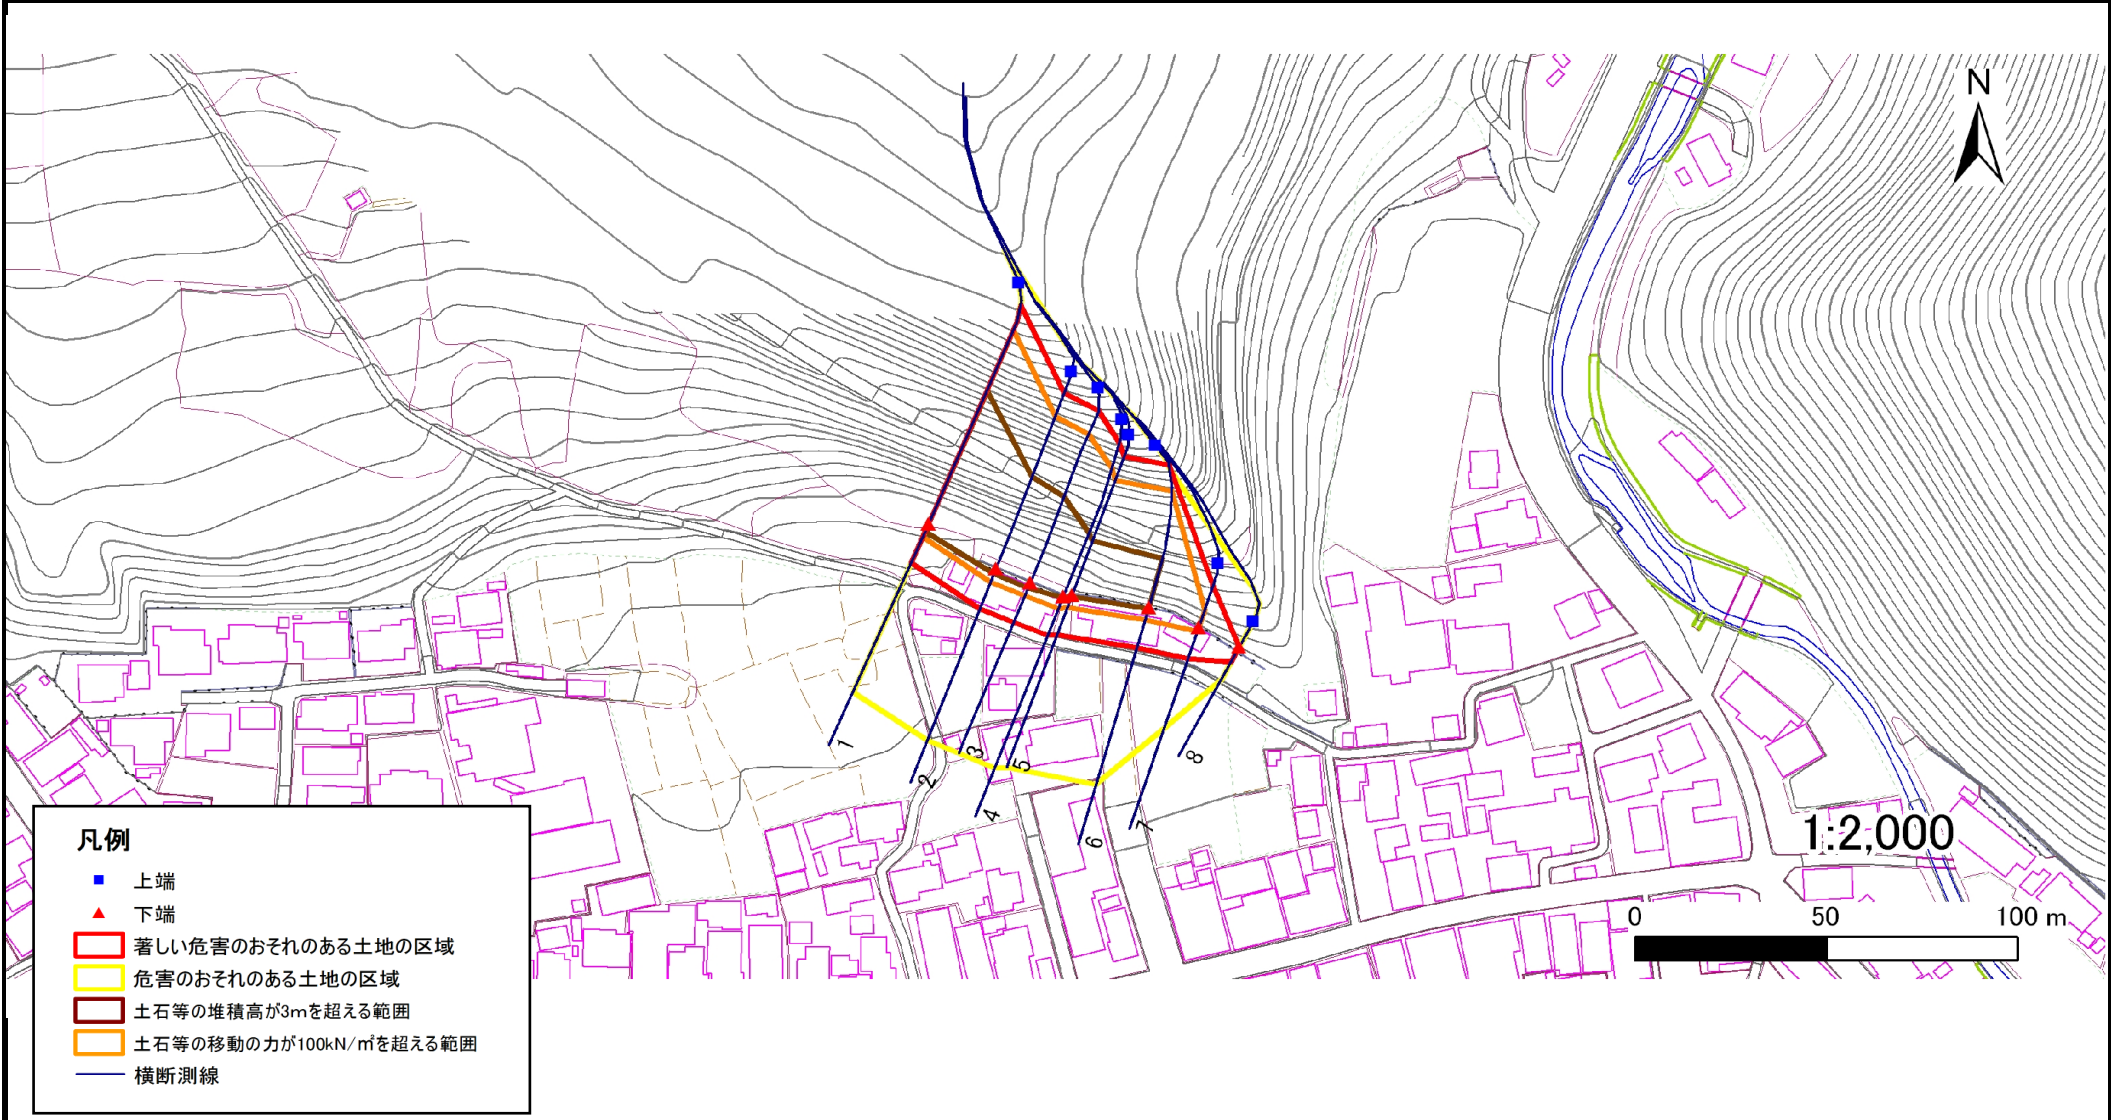 N
1
2
3
4
5
6
7
8
1:2,000
0 50 100 m
凡例
上端
下端
著しい危害のおそれのある土地の区域
危害のおそれのある土地の区域
土石等の堆積高が3mを超える範囲
土石等の移動の力が100kN/㎡を超える範囲
横断測線